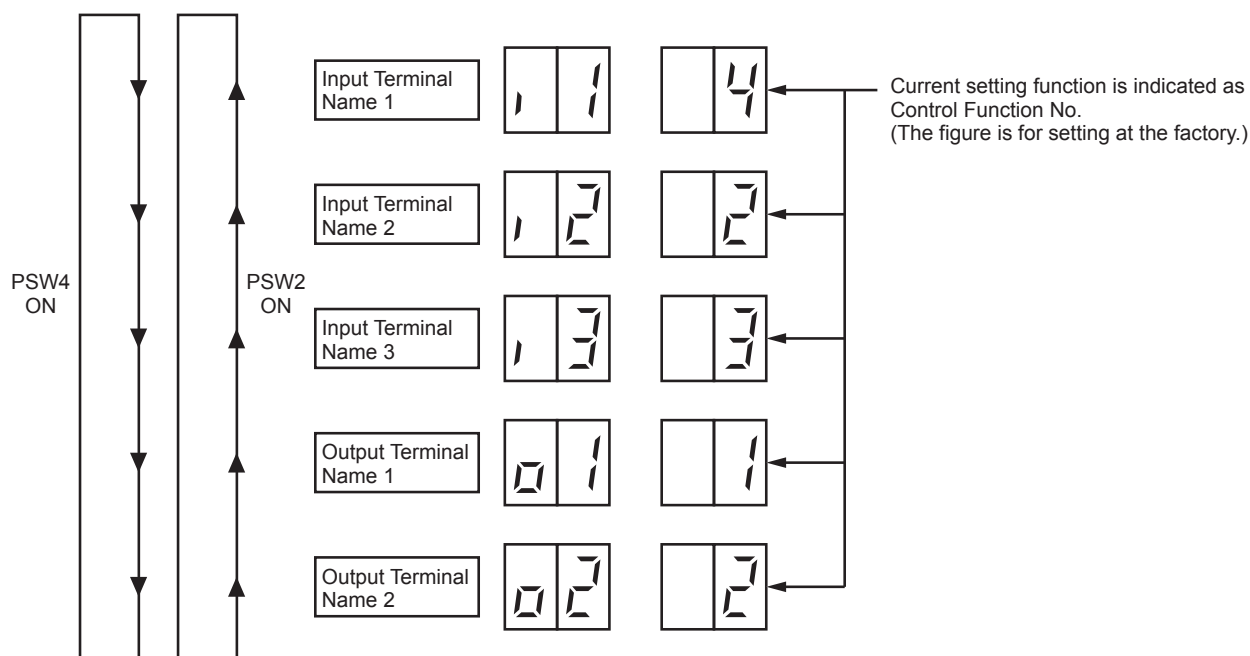 PSW4
ON
PSW2
ON
Input Terminal
Name 1
i 1
4
Current setting function is indicated as
Control Function No.
(The figure is for setting at the factory.)
Input Terminal
Name 2
i 2
2
Input Terminal
Name 3
i 3
3
Output Terminal
Name 1
o 1
1
Output Terminal
Name 2
o 2
2